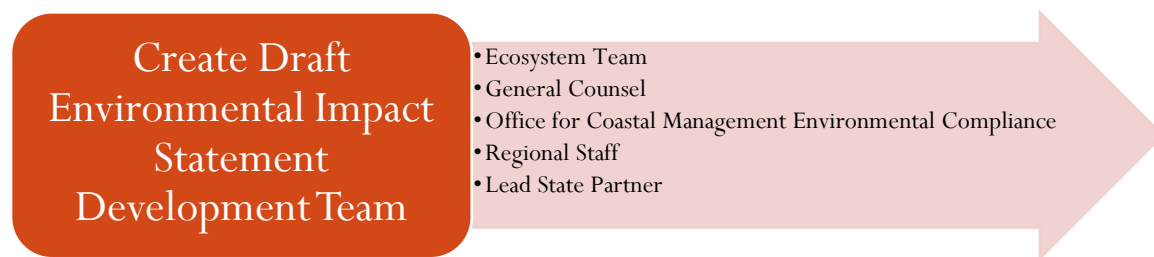 Create Draft
Environmental Impact
Statement
Development Team
•Ecosystem Team
•General Counsel
•Office for Coastal Management Environmental Compliance
•Regional Staff
•Lead State Partner